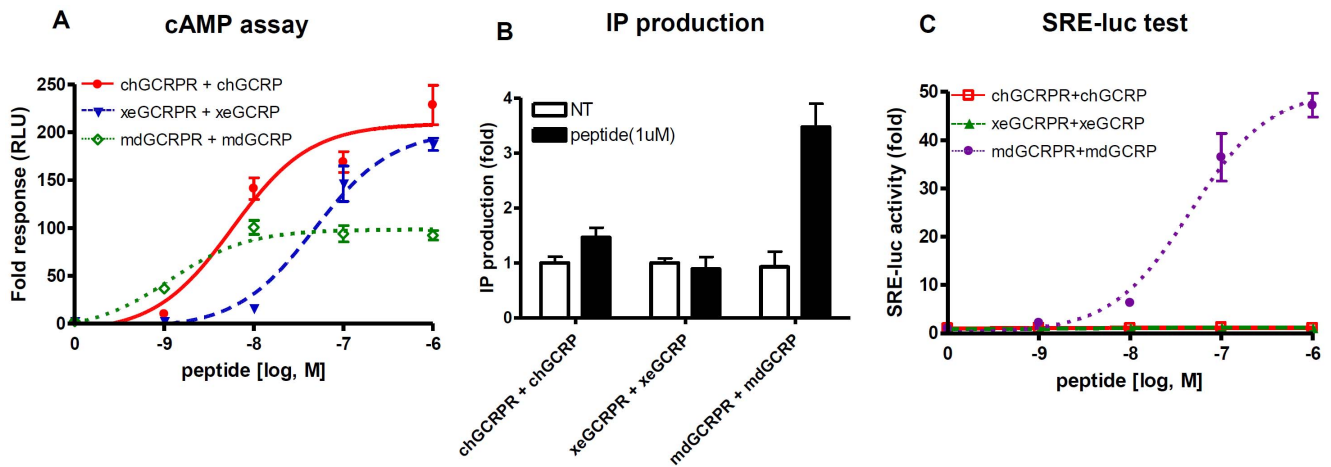 A
cAMP assay
Fold response (RLU)
250
200
150
100
50
0
chGCRPR + chGCRP
xeGCRPR + xeGCRP
mdGCRPR + mdGCRP
0 -9 -8 -7 -6
peptide [log, M]
B
IP production
IP production (fold)
4
3
2
1
0
NT
peptide(1uM)
chGCRPR + chGCRP
xeGCRPR + xeGCRP
mdGCRPR + mdGCRP
C
SRE-luc test
SRE-luc activity (fold)
50
40
30
20
10
0
chGCRPR+chGCRP
xeGCRPR+xeGCRP
mdGCRPR+mdGCRP
0 -9 -8 -7 -6
peptide [log, M]